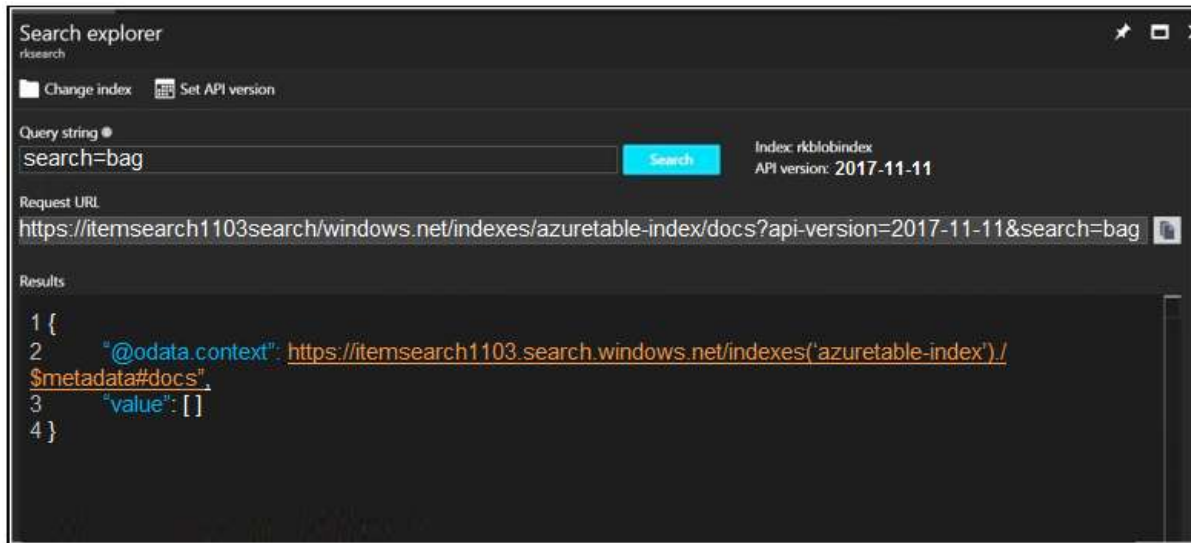 Search explorer
rksearch
Change index Set API version
Query string
search=bag
Search
Index: rkblobindex
API version: 2017-11-11
Request URL
https://itemsearch1103search/windows.net/indexes/azuretable-index/docs?api-version=2017-11-11&search=bag
Results
1 {
2 “@odata.context”: https://itemsearch1103.search.windows.net/indexes(‘azuretable-index’)./
$metadata#docs”,
3 “value”: [ ]
4 }